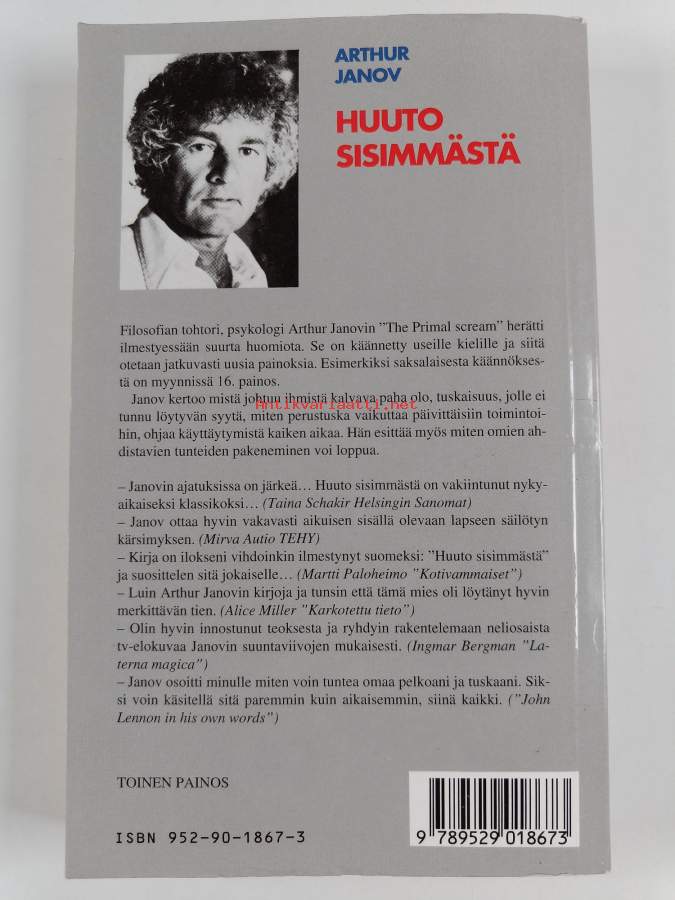 ARTHUR
JANOV
HUUTO
SISIMMÄSTÄ
Filosofian tohtori, psykologi Arthur Janovin ”The Primal scream” herätti
ilmestyessään suurta huomiota. Se on käännetty useille kielille ja siitä
otetaan jatkuvasti uusia painoksia. Esimerkiksi saksalaisesta käännökses-
tä on myynnissä 16. painos.
Janov kertoo mistä johtuu ihmistä kalvava paha olo, tuskaisuus, jolle ei
Antikvariaatti.net
tunnu löytyvän syytä, miten perustuska vaikuttaa päivittäisiin toimintoi-
hin, ohjaa käyttäytymistä kaiken aikaa. Hän esittää myös miten omien ah-
distavien tunteiden pakeneminen voi loppua.
– Janovin ajatuksissa on järkeä… Huuto sisimmästä on vakiintunut nyky-
aikaiseksi klassikoksi… (Taina Schakir Helsingin Sanomat)
– Janov ottaa hyvin vakavasti aikuisen sisällä olevaan lapseen säilötyn
kärsimyksen. (Mirva Autio TEHY)
– Kirja on ilokseni vihdoinkin ilmestynyt suomeksi: ”Huuto sisimmästä”
ja suosittelen sitä jokaiselle… (Martti Paloheimo ”Kotivammaiset”)
– Luin Arthur Janovin kirjoja ja tunsin että tämä mies oli löytänyt hyvin
merkittävän tien. (Alice Miller ”Karkotettu tieto”)
– Olin hyvin innostunut teoksesta ja ryhdyin rakentelemaan neliosaista
tv-elokuvaa Janovin suuntaviivojen mukaisesti. (Ingmar Bergman ”La-
terna magica”)
– Janov osoitti minulle miten voin tuntea omaa pelkoani ja tuskaani. Sik-
si voin käsitellä sitä paremmin kuin aikaisemmin, siinä kaikki. (”John
Lennon in his own words”)
TOINEN PAINOS
ISBN 952-90-1867-3
9 789529 018673